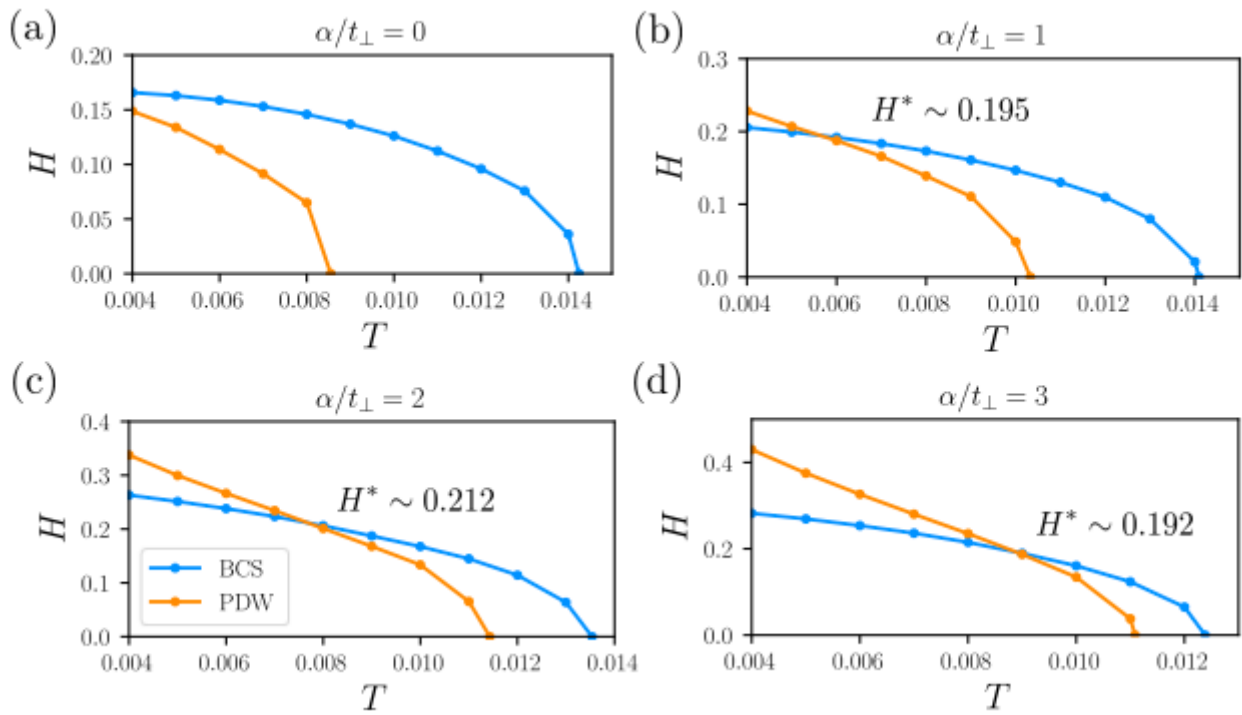 (a)
α/t⊥ = 0
0.20
0.15
0.10
0.05
0.00
H
0.004 0.006 0.008 0.010 0.012 0.014
T
(b)
α/t⊥ = 1
0.3
0.2
0.1
0.0
H
H* ∼ 0.195
0.004 0.006 0.008 0.010 0.012 0.014
T
(c)
α/t⊥ = 2
0.4
0.3
0.2
0.1
0.0
H
H* ∼ 0.212
BCS
PDW
0.004 0.006 0.008 0.010 0.012 0.014
T
(d)
α/t⊥ = 3
0.4
0.2
0.0
H
H* ∼ 0.192
0.004 0.006 0.008 0.010 0.012
T